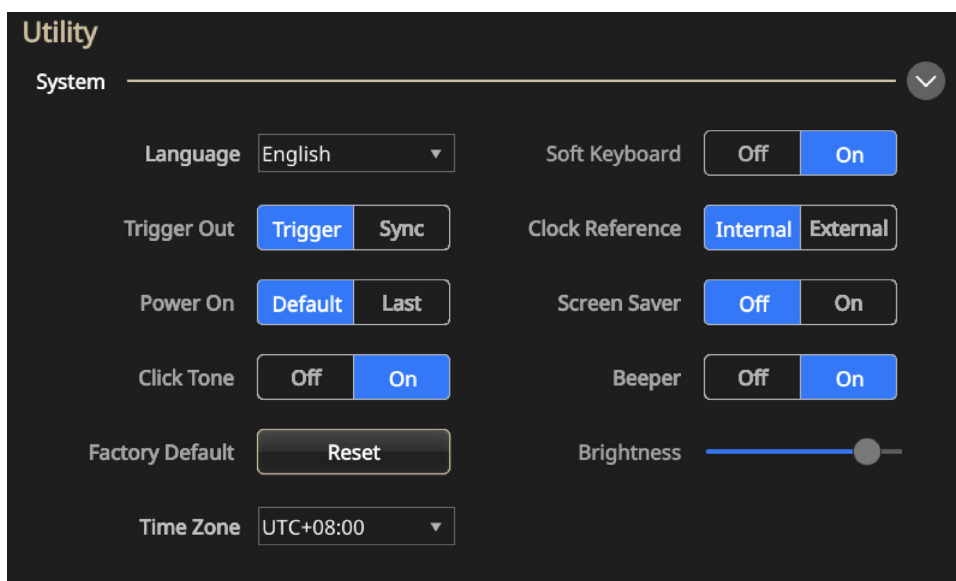 Utility
System
Language English Soft Keyboard Off On
Trigger Out Trigger Sync Clock Reference Internal External
Power On Default Last Screen Saver Off On
Click Tone Off On Beeper Off On
Factory Default Reset Brightness
Time Zone UTC+08:00